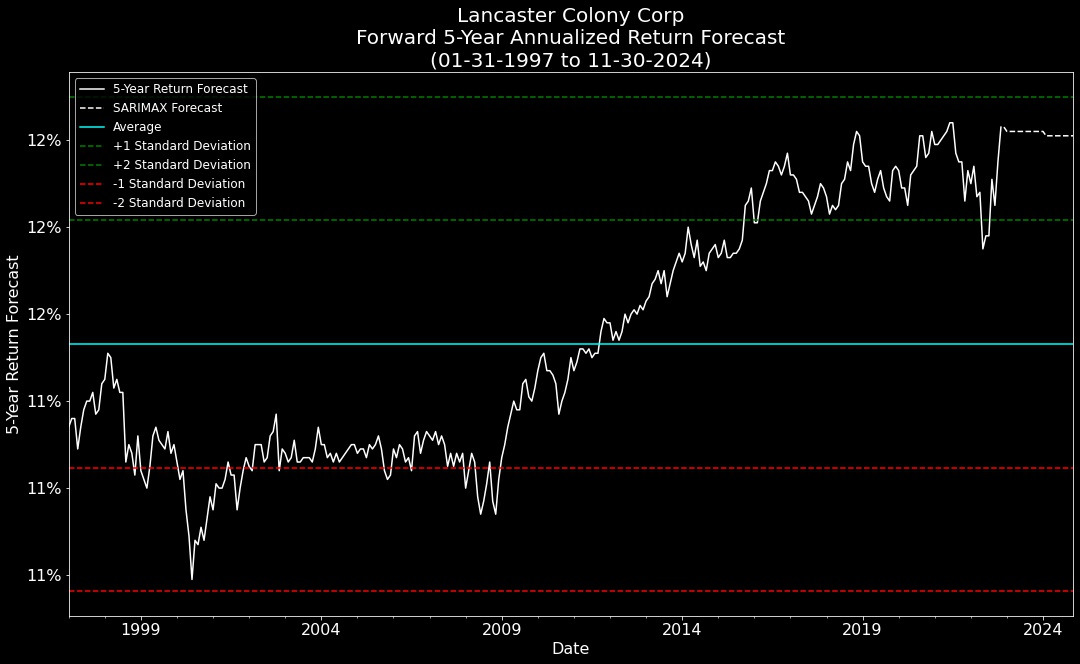 Lancaster Colony Corp
Forward 5-Year Annualized Return Forecast
(01-31-1997 to 11-30-2024)
5-Year Return Forecast
SARIMAX Forecast
Average
+1 Standard Deviation
+2 Standard Deviation
-1 Standard Deviation
-2 Standard Deviation
12%
12%
12%
11%
11%
11%
5-Year Return Forecast
1999
2004
2009
2014
2019
2024
Date